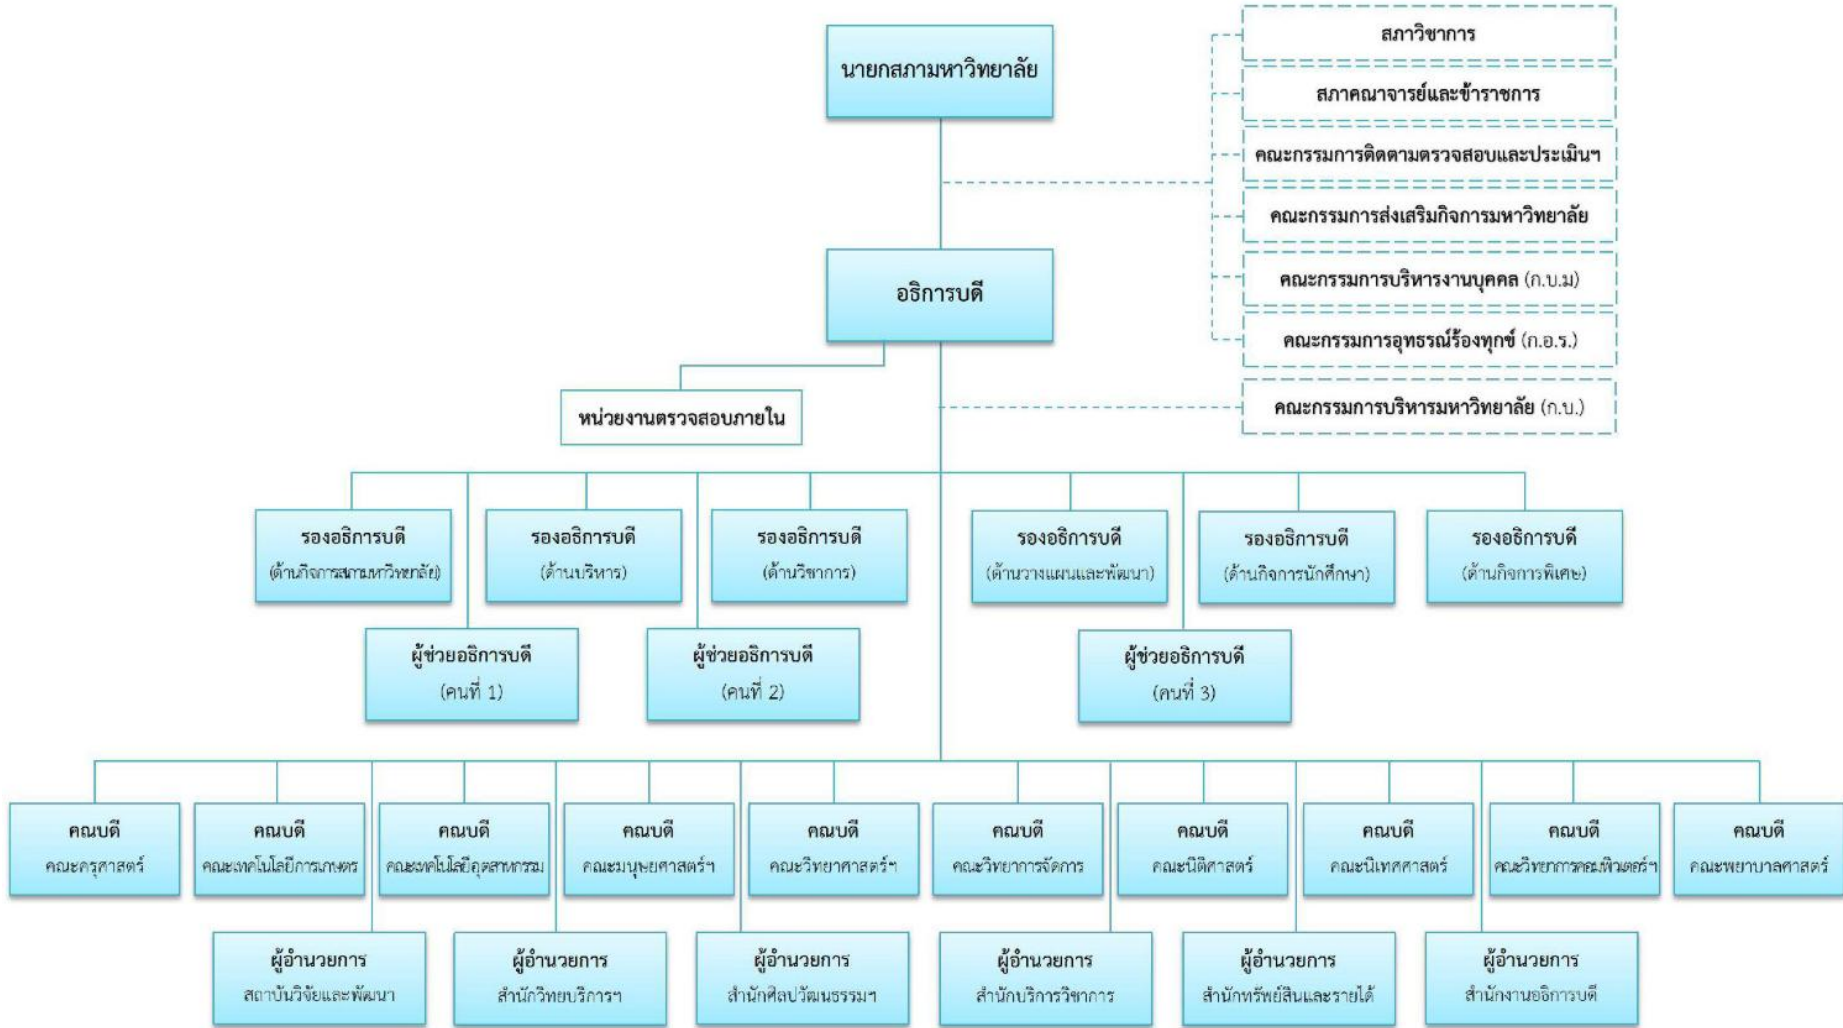 นายกสภามหาวิทยาลัย
สภาวิชาการ
สภาคณาจารย์และข้าราชการ
คณะกรรมการติดตามตรวจสอบและประเมินฯ
คณะกรรมการส่งเสริมกิจการมหาวิทยาลัย
คณะกรรมการบริหารงานบุคคล (ก.บ.ม)
คณะกรรมการอุทธรณ์ร้องทุกข์ (ก.อ.ร.)
อธิการบดี
คณะกรรมการบริหารมหาวิทยาลัย (ก.บ.)
หน่วยงานตรวจสอบภายใน
รองอธิการบดี
(ด้านกิจการสภามหาวิทยาลัย)
รองอธิการบดี
(ด้านบริหาร)
รองอธิการบดี
(ด้านวิชาการ)
รองอธิการบดี
(ด้านวางแผนและพัฒนา)
รองอธิการบดี
(ด้านกิจการนักศึกษา)
รองอธิการบดี
(ด้านกิจการพิเศษ)
ผู้ช่วยอธิการบดี
(คนที่ 1)
ผู้ช่วยอธิการบดี
(คนที่ 2)
ผู้ช่วยอธิการบดี
(คนที่ 3)
คณบดี
คณะครุศาสตร์
คณบดี
คณะเทคโนโลยีการเกษตร
คณบดี
คณะเทคโนโลยีอุตสาหกรรม
คณบดี
คณะมนุษยศาสตร์ฯ
คณบดี
คณะวิทยาศาสตร์ฯ
คณบดี
คณะวิทยาการจัดการ
คณบดี
คณะนิติศาสตร์
คณบดี
คณะนิเทศศาสตร์
คณบดี
คณะวิทยาการคอมพิวเตอร์ฯ
คณบดี
คณะพยาบาลศาสตร์
ผู้อำนวยการ
สถาบันวิจัยและพัฒนา
ผู้อำนวยการ
สำนักวิทยบริการฯ
ผู้อำนวยการ
สำนักศิลปวัฒนธรรมฯ
ผู้อำนวยการ
สำนักบริการวิชาการ
ผู้อำนวยการ
สำนักทรัพย์สินและรายได้
ผู้อำนวยการ
สำนักงานอธิการบดี